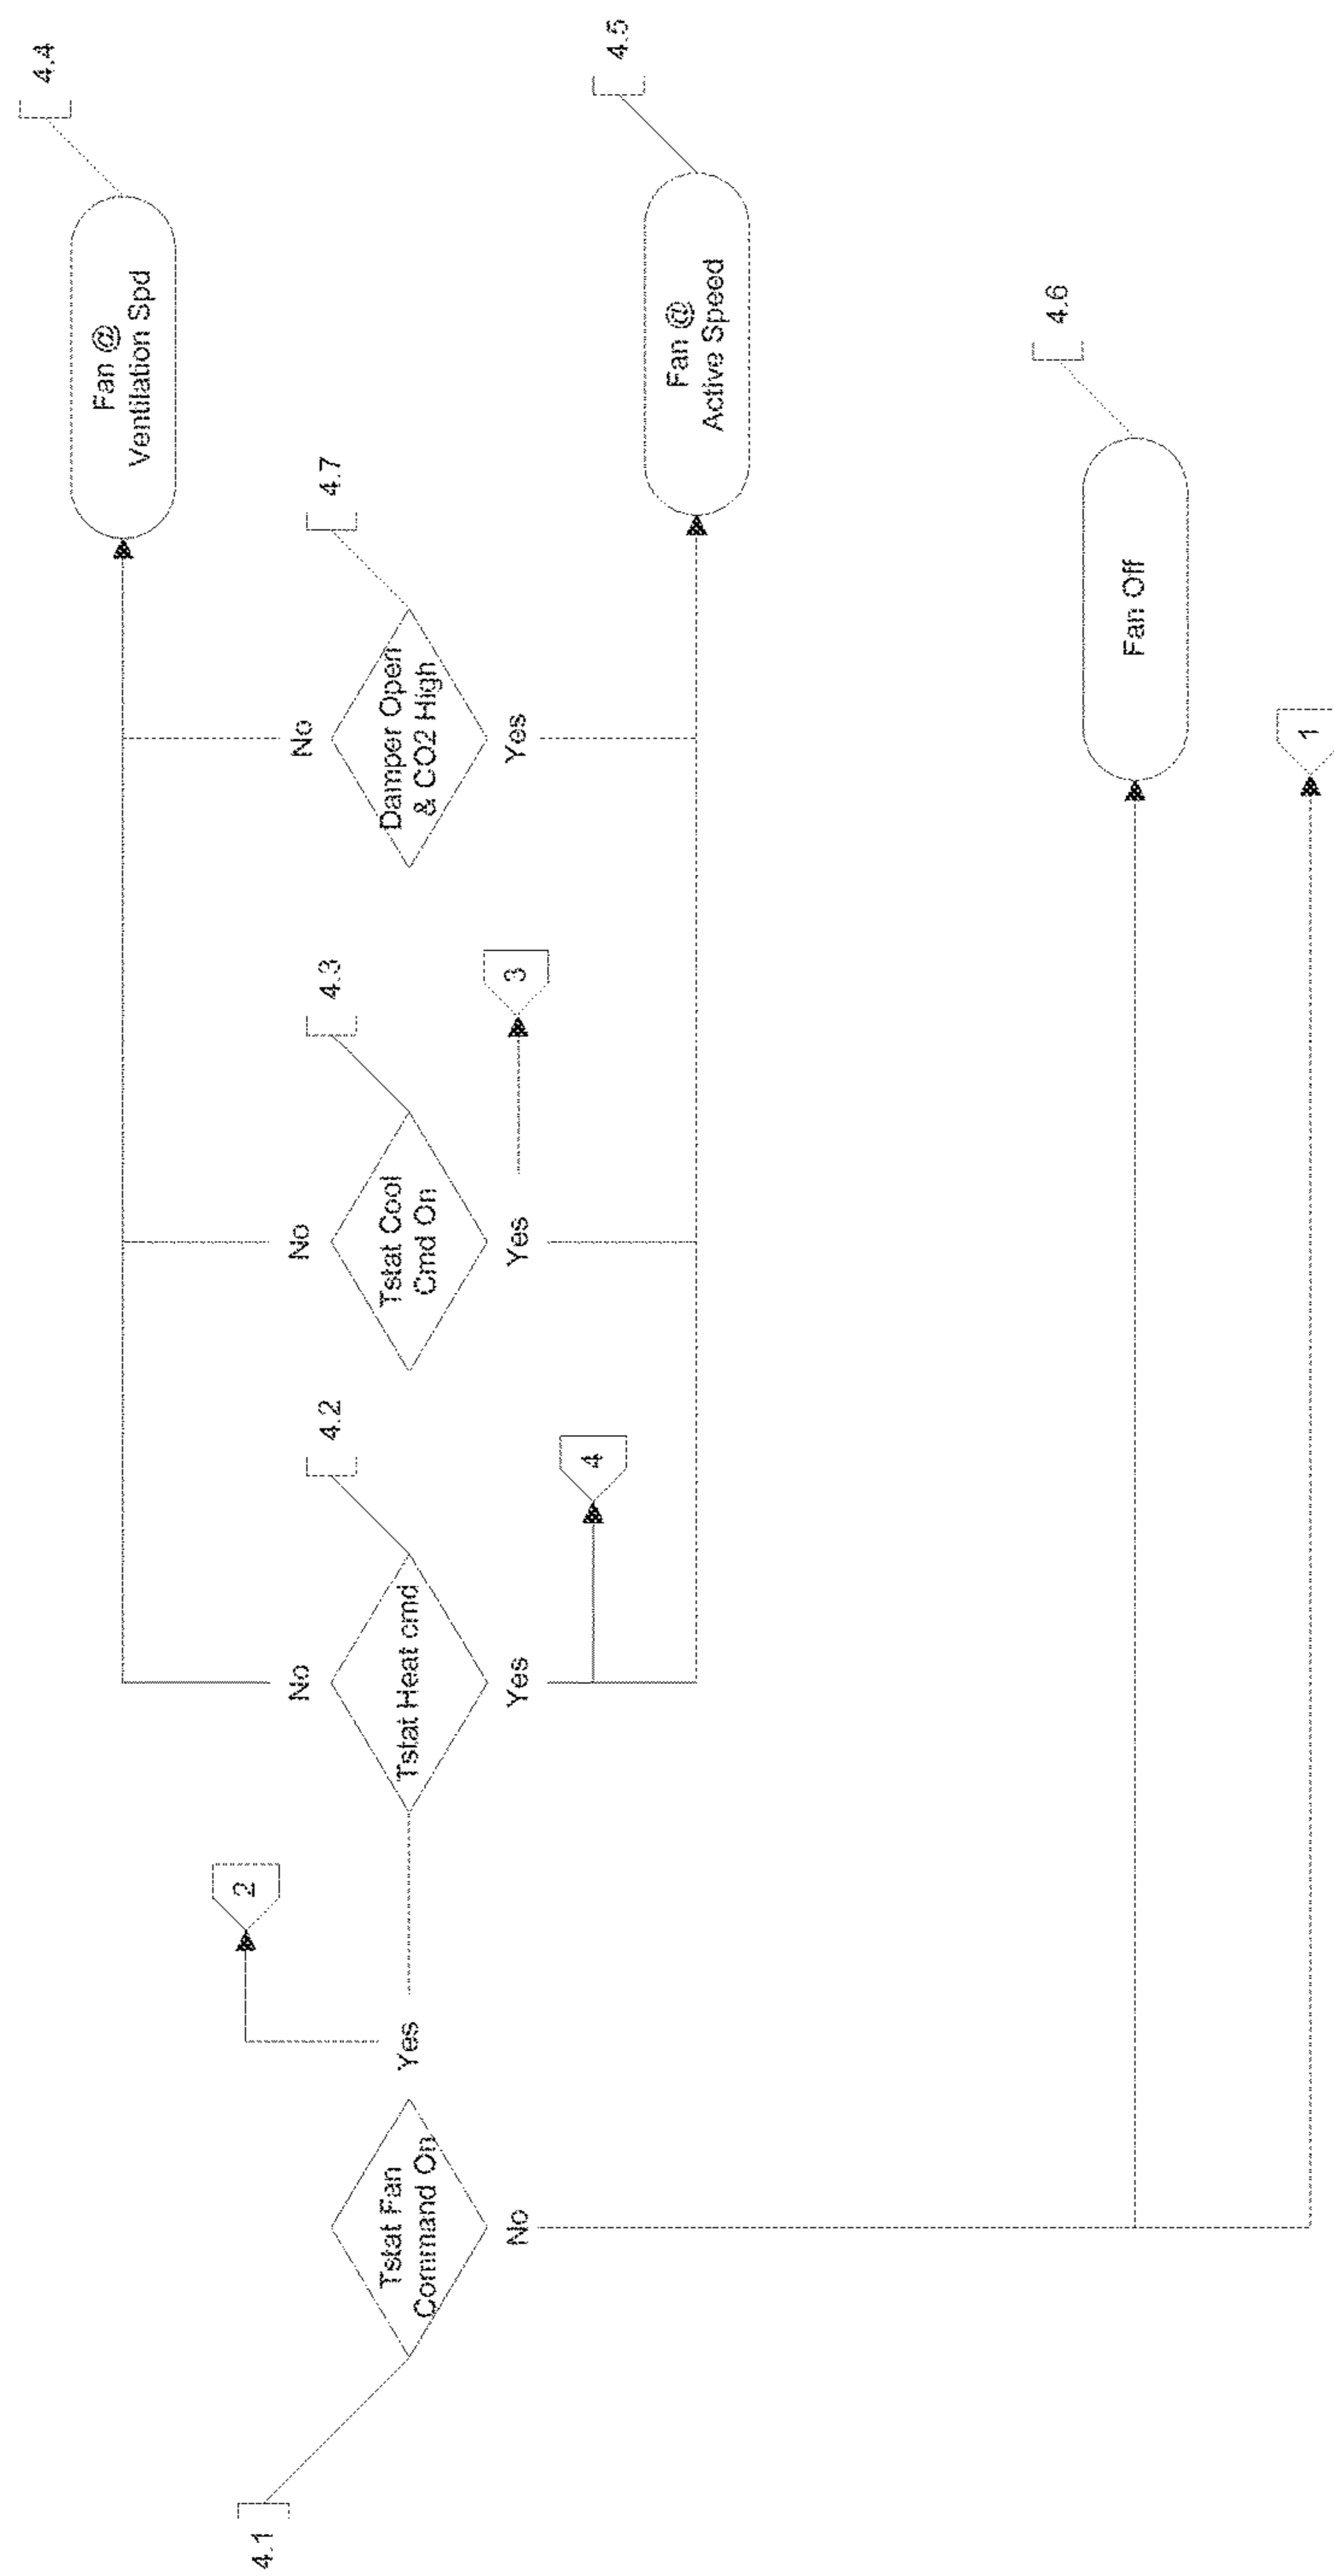 4.1
Tstat Fan
Command On
Yes
No
2
Tstat Heat cmd
4.2
No
Yes
4
Tstat Cool
Cmd On
4.3
No
Yes
3
Damper Open
& CO2 High
4.7
No
Yes
Fan @
Ventilation Spd
4.4
Fan @
Active Speed
4.5
Fan Off
4.6
1